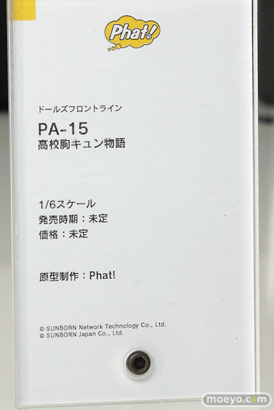 Phat!
ドールズフロントライン
PA-15
高校胸キュン物語
1/6スケール
発売時期：未定
価格：未定
原型制作：Phat!
© SUNBORN Network Technology Co., Ltd.
© SUNBORN Japan Co., Ltd.
moeyo.com